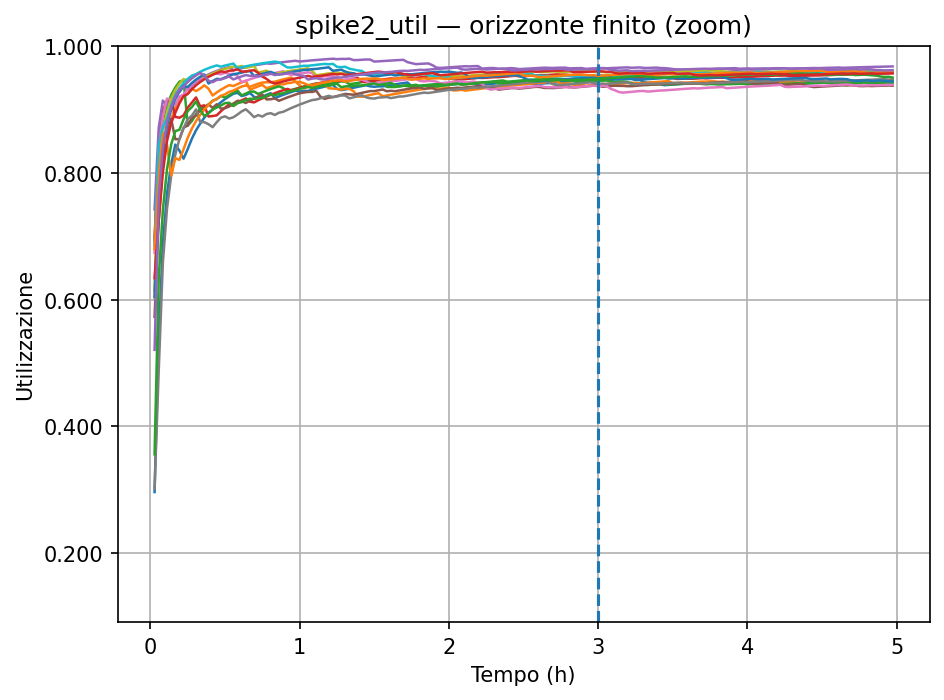 spike2_util — orizzonte finito (zoom)
1.000
0.800
0.600
0.400
0.200
Utilizzazione
0 1 2 3 4 5
Tempo (h)